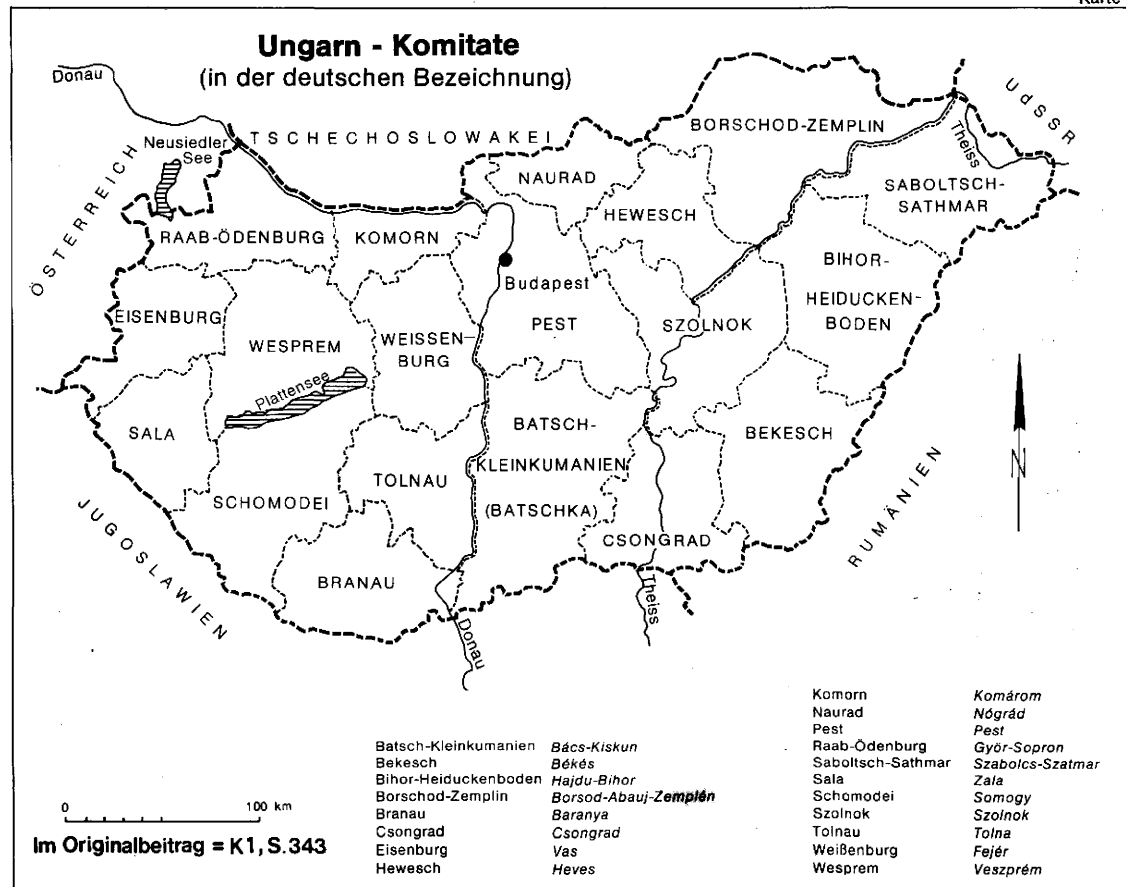 Karte
Ungarn - Komitate
(in der deutschen Bezeichnung)
Donau
Neusiedler
See
TSCHECHOSLOWAKEI
BORSCHOD-ZEMPLIN
UdSSR
Theiss
ÖSTERREICH
NAURAD
HEWESCH
SABOLTSCH-
SATHMAR
RAAB-ÖDENBURG
KOMORN
BIHOR-
HEIDUCKEN-
BODEN
Budapest
EISENBURG
WESPREM
WEISSEN-
BURG
PEST
SZOLNOK
Plattensee
SALA
BATSCH-
KLEINKUMANIEN
(BATSCHKA)
BEKESCH
N
TOLNAU
SCHOMODEI
JUGOSLAWIEN
RUMÄNIEN
CSONGRAD
BRANAU
Theiss
Donau
Batsch-Kleinkumanien Bács-Kiskun
Bekesch Békés
Bihor-Heiduckenboden Hajdu-Bihor
Borschod-Zemplin Borsod-Abauj-Zemplén
Branau Baranya
Csongrad Csongrad
Eisenburg Vas
Hewesch Heves
Komorn Komárom
Naurad Nógrád
Pest Pest
Raab-Ödenburg Györ-Sopron
Saboltsch-Sathmar Szabolcs-Szatmar
Sala Zala
Schomodei Somogy
Szolnok Szolnok
Tolnau Tolna
Weißenburg Fejér
Wesprem Veszprém
0 100 km
Im Originalbeitrag = K1, S.343